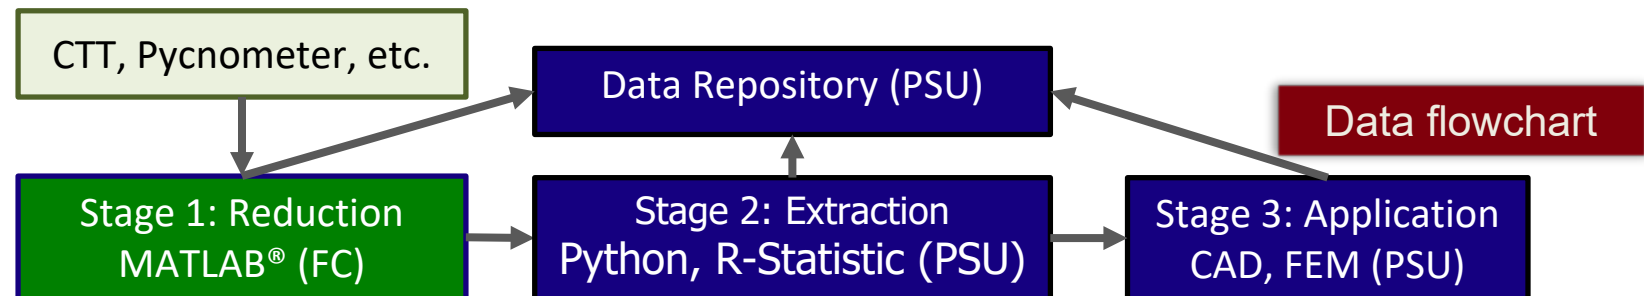 CTT, Pycnometer, etc.
Data Repository (PSU)
Data flowchart
Stage 1: Reduction
MATLAB® (FC)
Stage 2: Extraction
Python, R-Statistic (PSU)
Stage 3: Application
CAD, FEM (PSU)